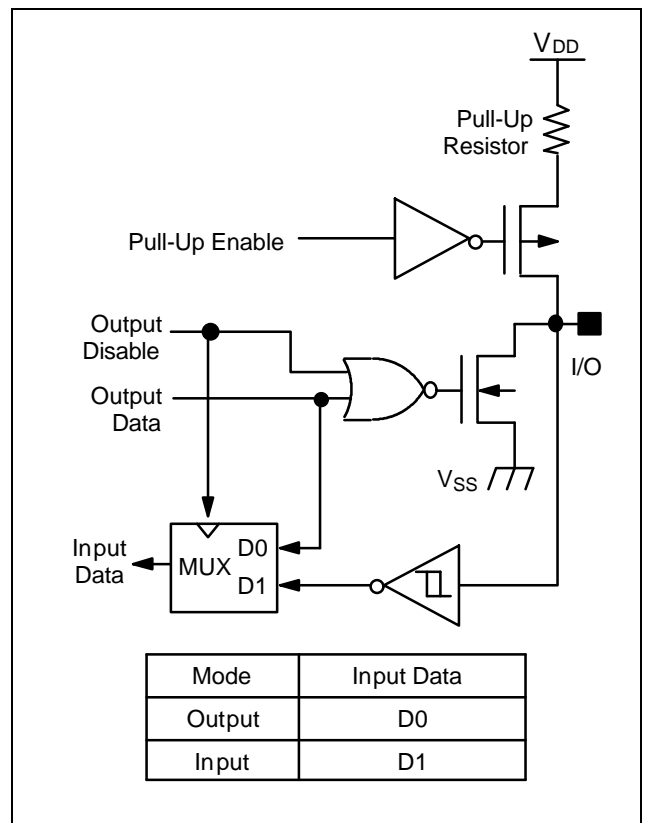 VDD
Pull-Up
Resistor
Pull-Up Enable
Output
Disable
I/O
Output
Data
VSS
Input
Data
MUX
D0
D1
Mode Input Data
Output D0
Input D1